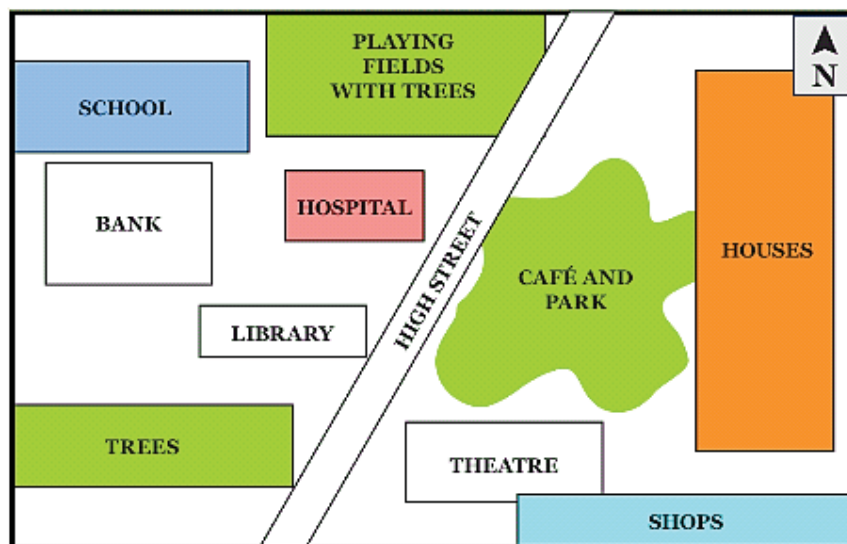 PLAYING
FIELDS
WITH TREES
N
SCHOOL
HOSPITAL
BANK
HIGH STREET
CAFÉ AND
PARK
HOUSES
LIBRARY
TREES
THEATRE
SHOPS